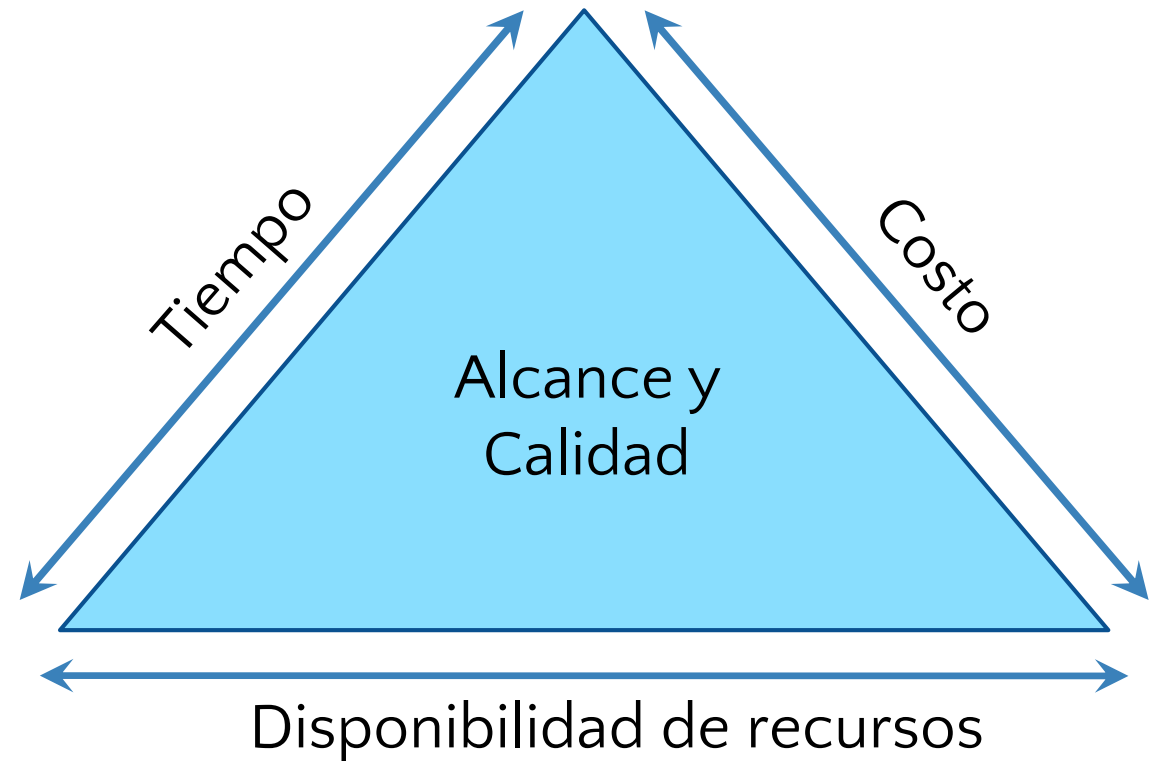 Tiempo
Costo
Alcance y
Calidad
Disponibilidad de recursos